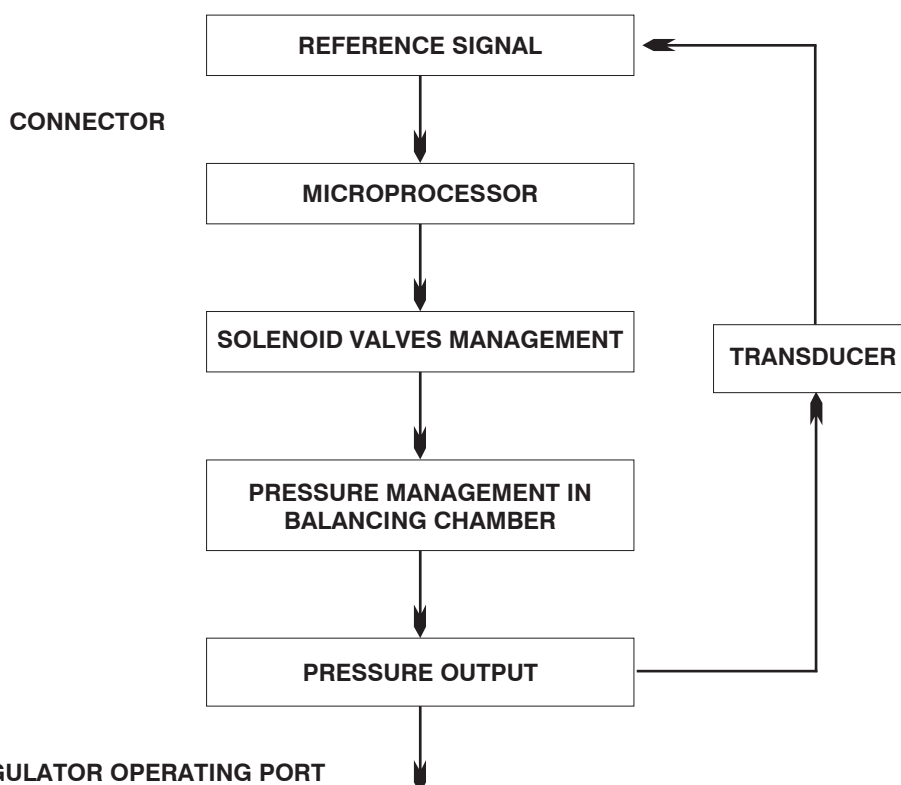 REFERENCE SIGNAL
CONNECTOR
MICROPROCESSOR
SOLENOID VALVES MANAGEMENT
TRANSDUCER
PRESSURE MANAGEMENT IN
BALANCING CHAMBER
PRESSURE OUTPUT
GULATOR OPERATING PORT